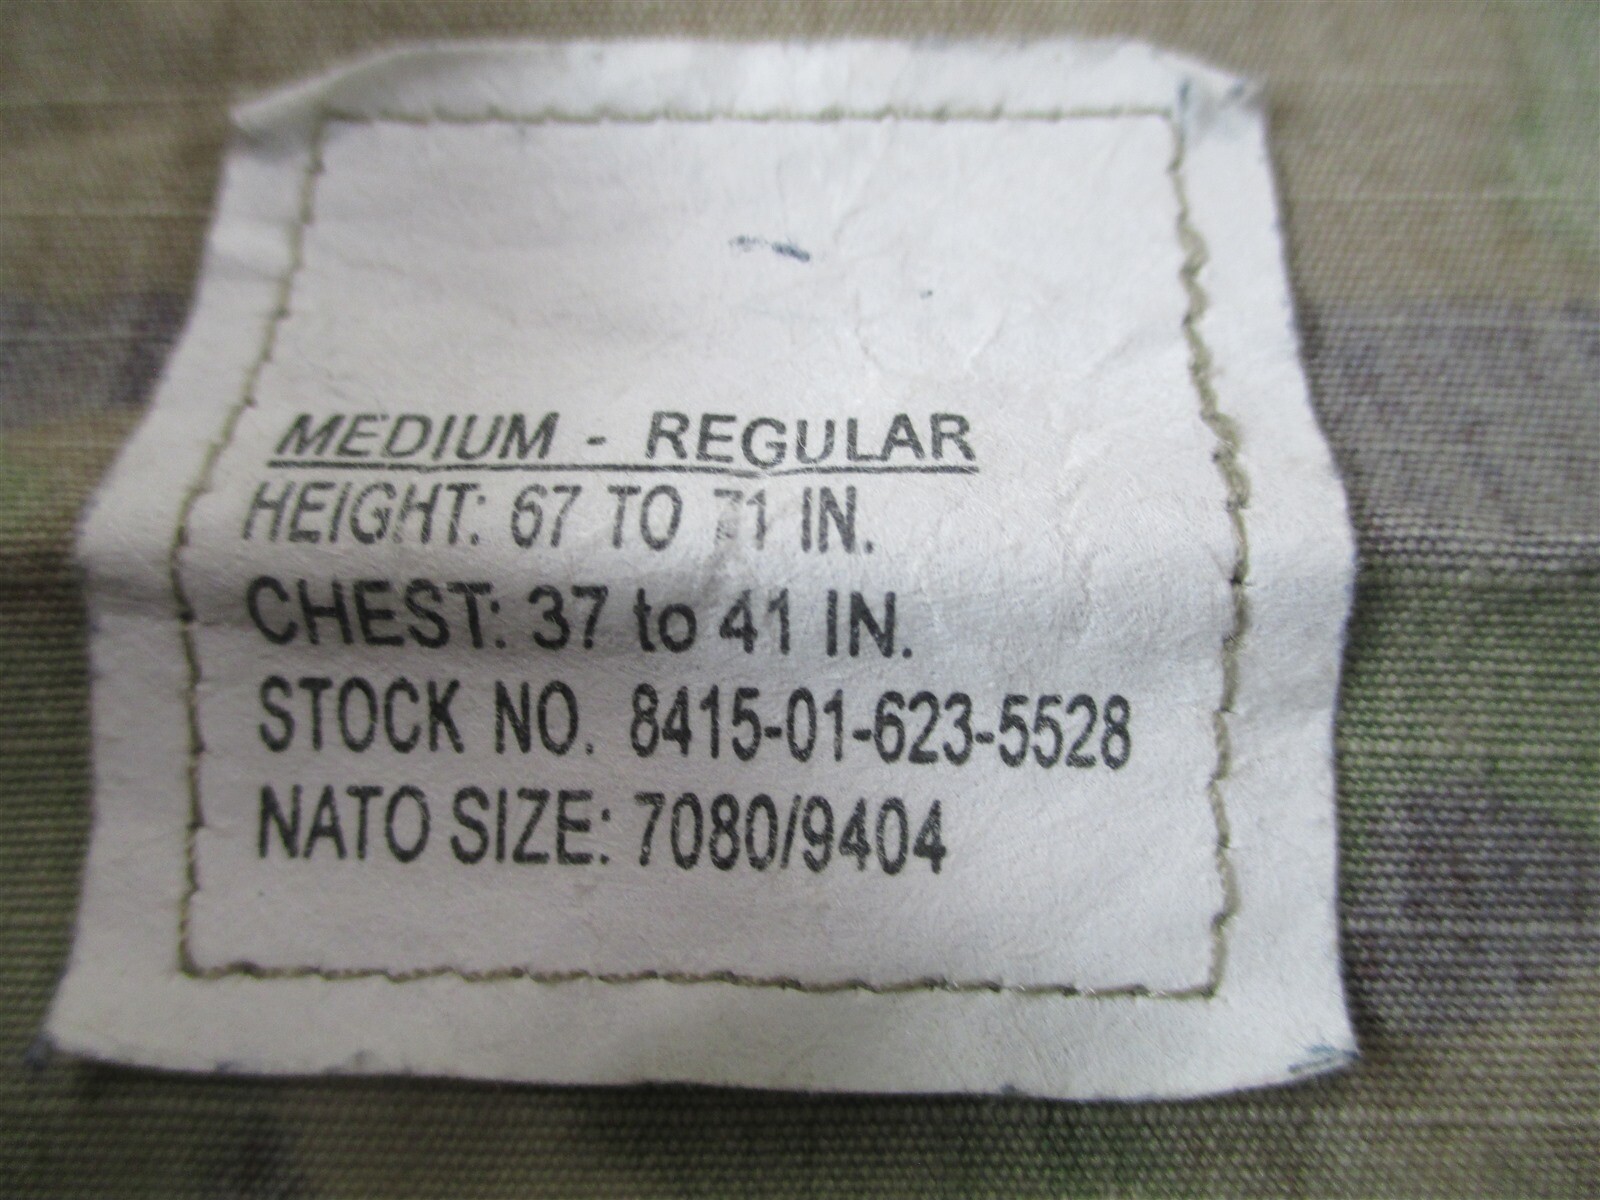 MEDIUM - REGULAR
HEIGHT: 67 TO 71 IN.
CHEST: 37 to 41 IN.
STOCK NO. 8415-01-623-5528
NATO SIZE: 7080/9404